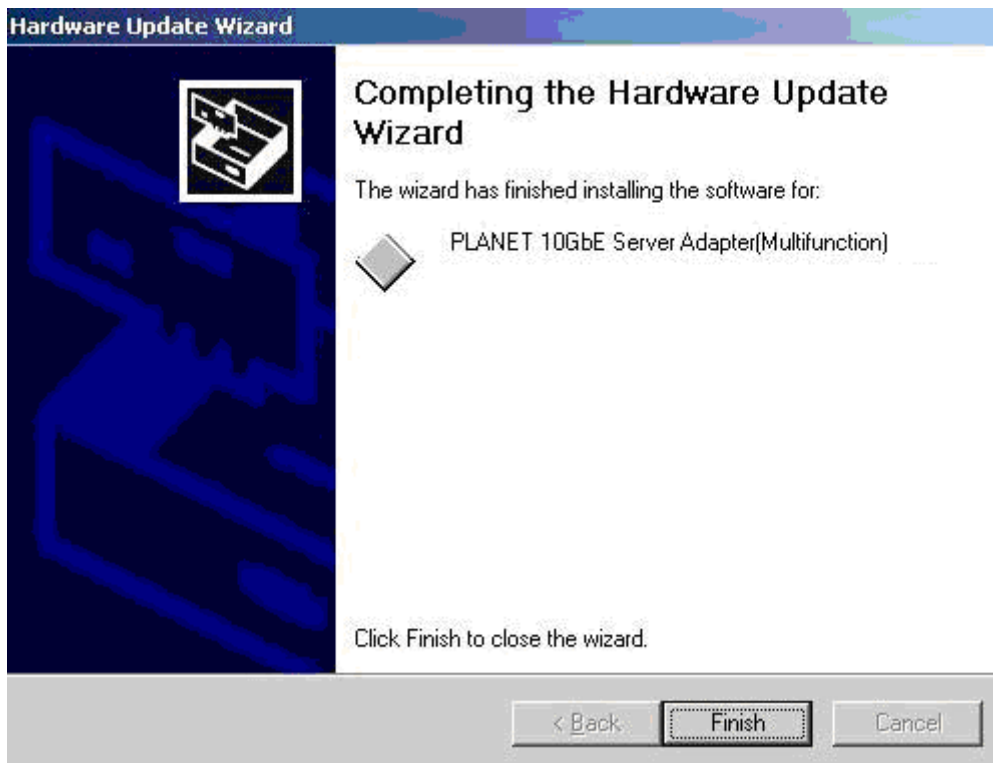 Hardware Update Wizard
Completing the Hardware Update
Wizard
The wizard has finished installing the software for:
PLANET 10GbE Server Adapter(Multifunction)
Click Finish to close the wizard.
< Back
Finish
Cancel